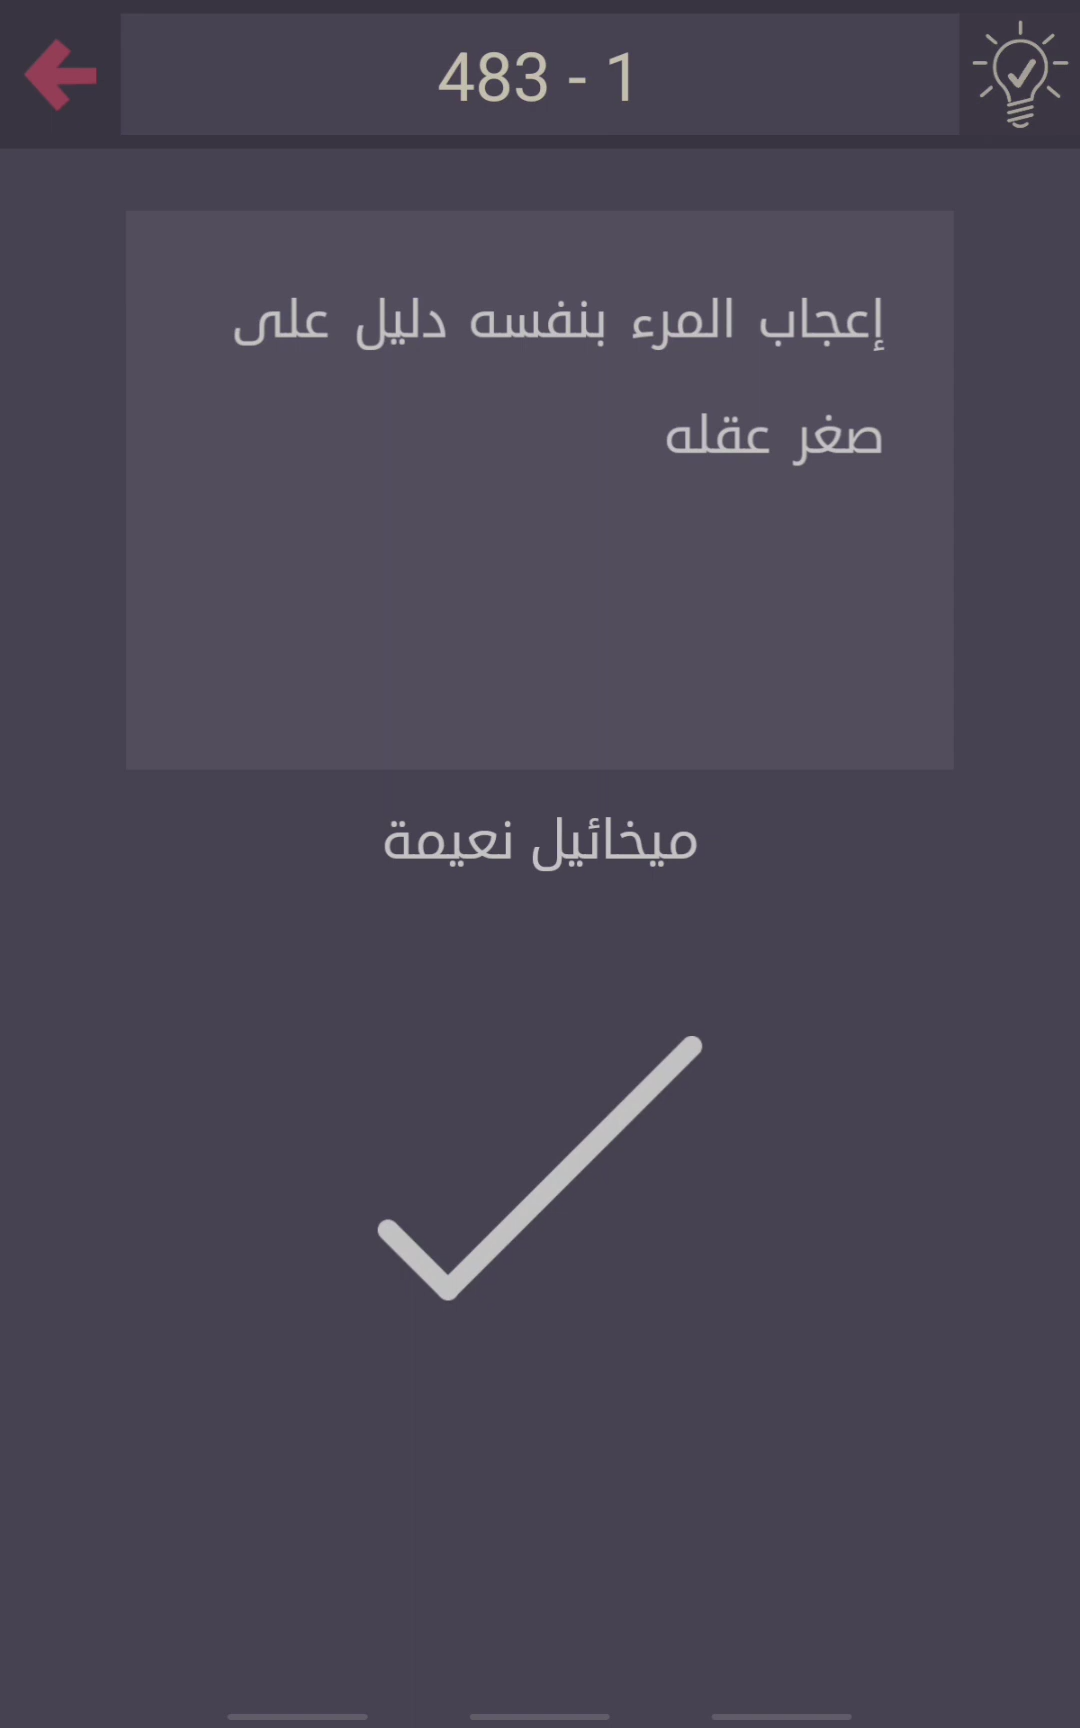 483 - 1
إعجاب المرء بنفسه دليل على
صغر عقله
ميخائيل نعيمة